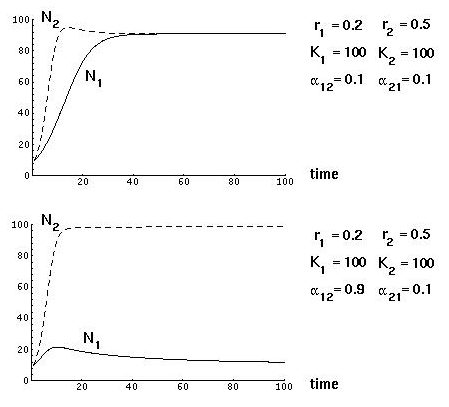 N2
N1
100
80
60
40
20
0
0 20 40 60 80 100
time
r1 = 0.2 r2 = 0.5
K1 = 100 K2 = 100
α12 = 0.1 α21 = 0.1
N2
N1
100
80
60
40
20
0
0 20 40 60 80 100
time
r1 = 0.2 r2 = 0.5
K1 = 100 K2 = 100
α12 = 0.9 α21 = 0.1